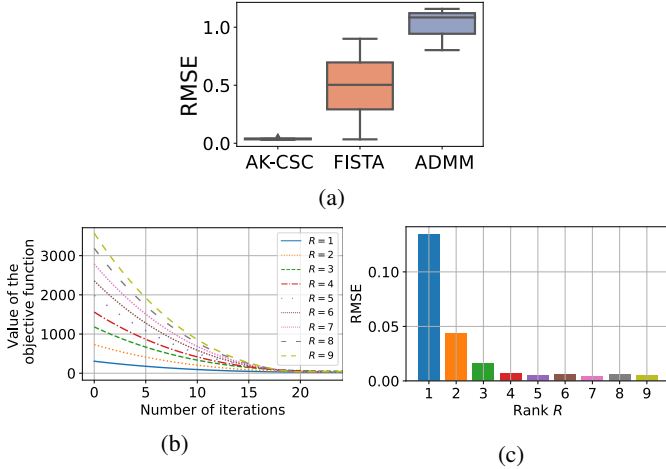 1.0
0.5
0.0
RMSE
AK-CSC FISTA ADMM
(a)
Value of the
objective function
3000
2000
1000
0
R = 1
R = 2
R = 3
R = 4
R = 5
R = 6
R = 7
R = 8
R = 9
0 5 10 15 20
Number of iterations
(b)
RMSE
0.10
0.05
0.00
1 2 3 4 5 6 7 8 9
Rank R
(c)